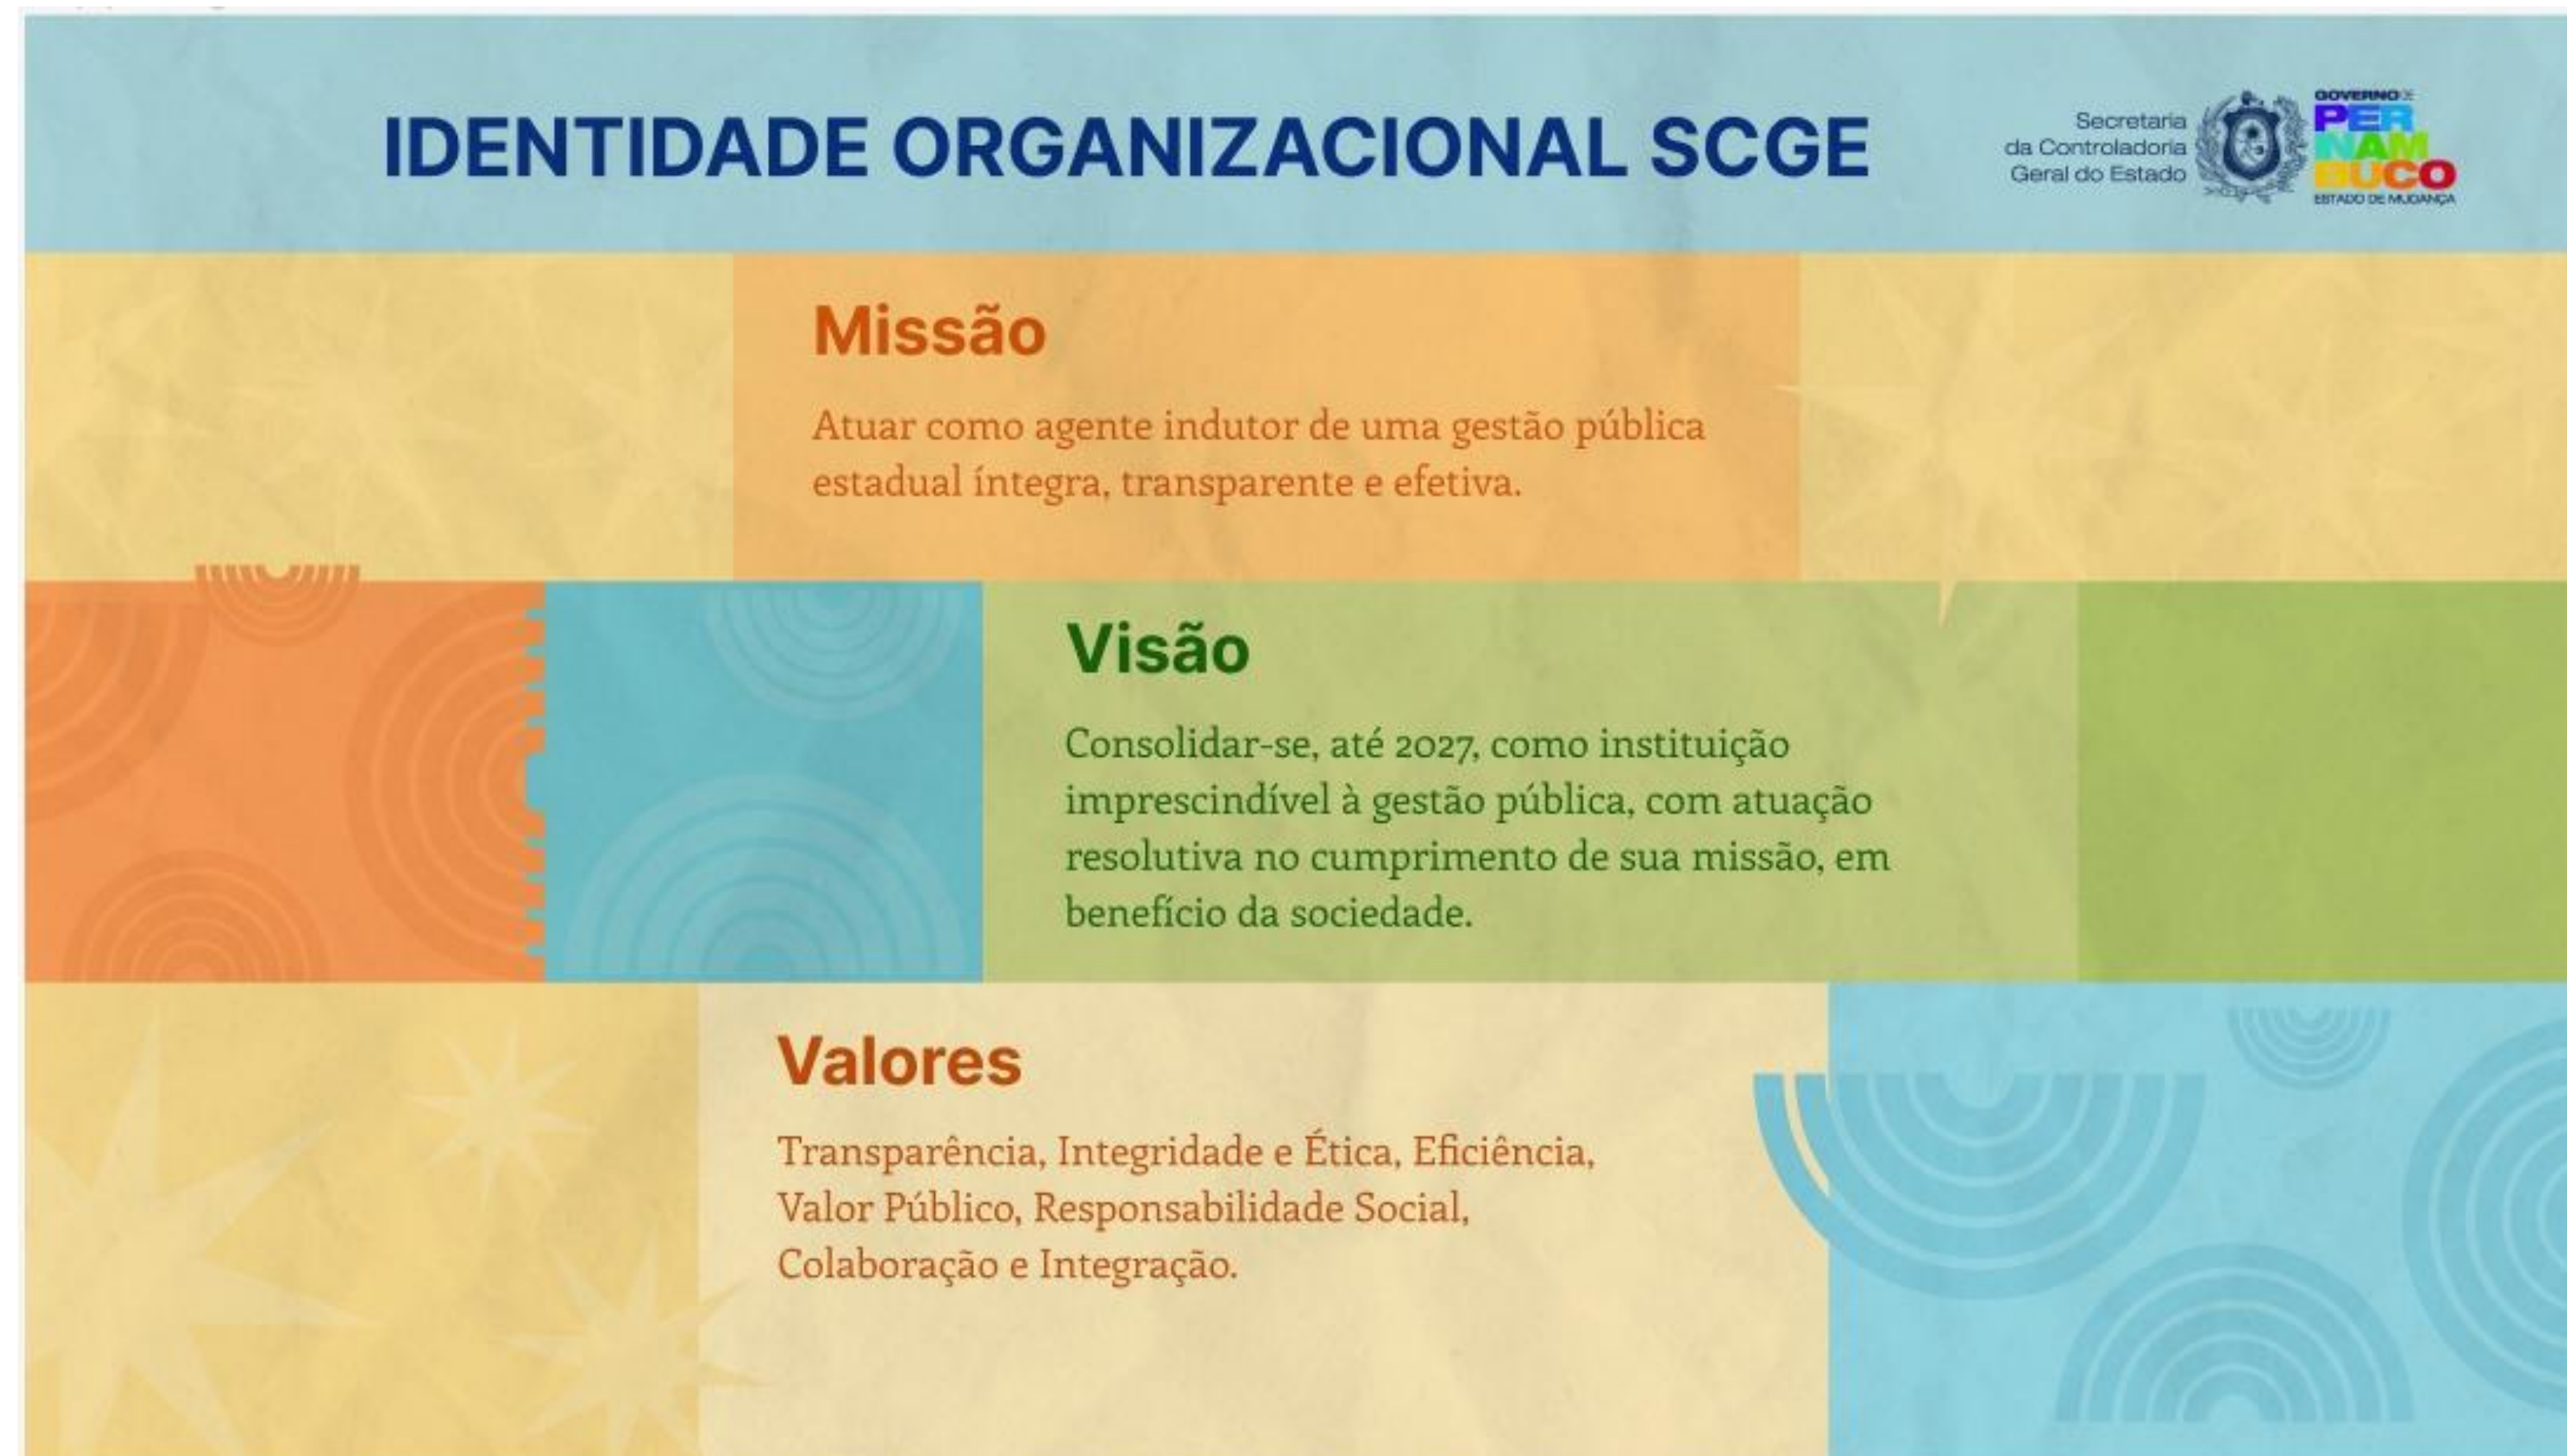 IDENTIDADE ORGANIZACIONAL SCGE
Secretaria
da Controladoria
Geral do Estado
GOVERNO DE
PER
NAM
BUCO
ESTADO DE MUDANÇA
Missão
Atuar como agente indutor de uma gestão pública
estadual íntegra, transparente e efetiva.
Visão
Consolidar-se, até 2027, como instituição
imprescindível à gestão pública, com atuação
resolutiva no cumprimento de sua missão, em
benefício da sociedade.
Valores
Transparência, Integridade e Ética, Eficiência,
Valor Público, Responsabilidade Social,
Colaboração e Integração.